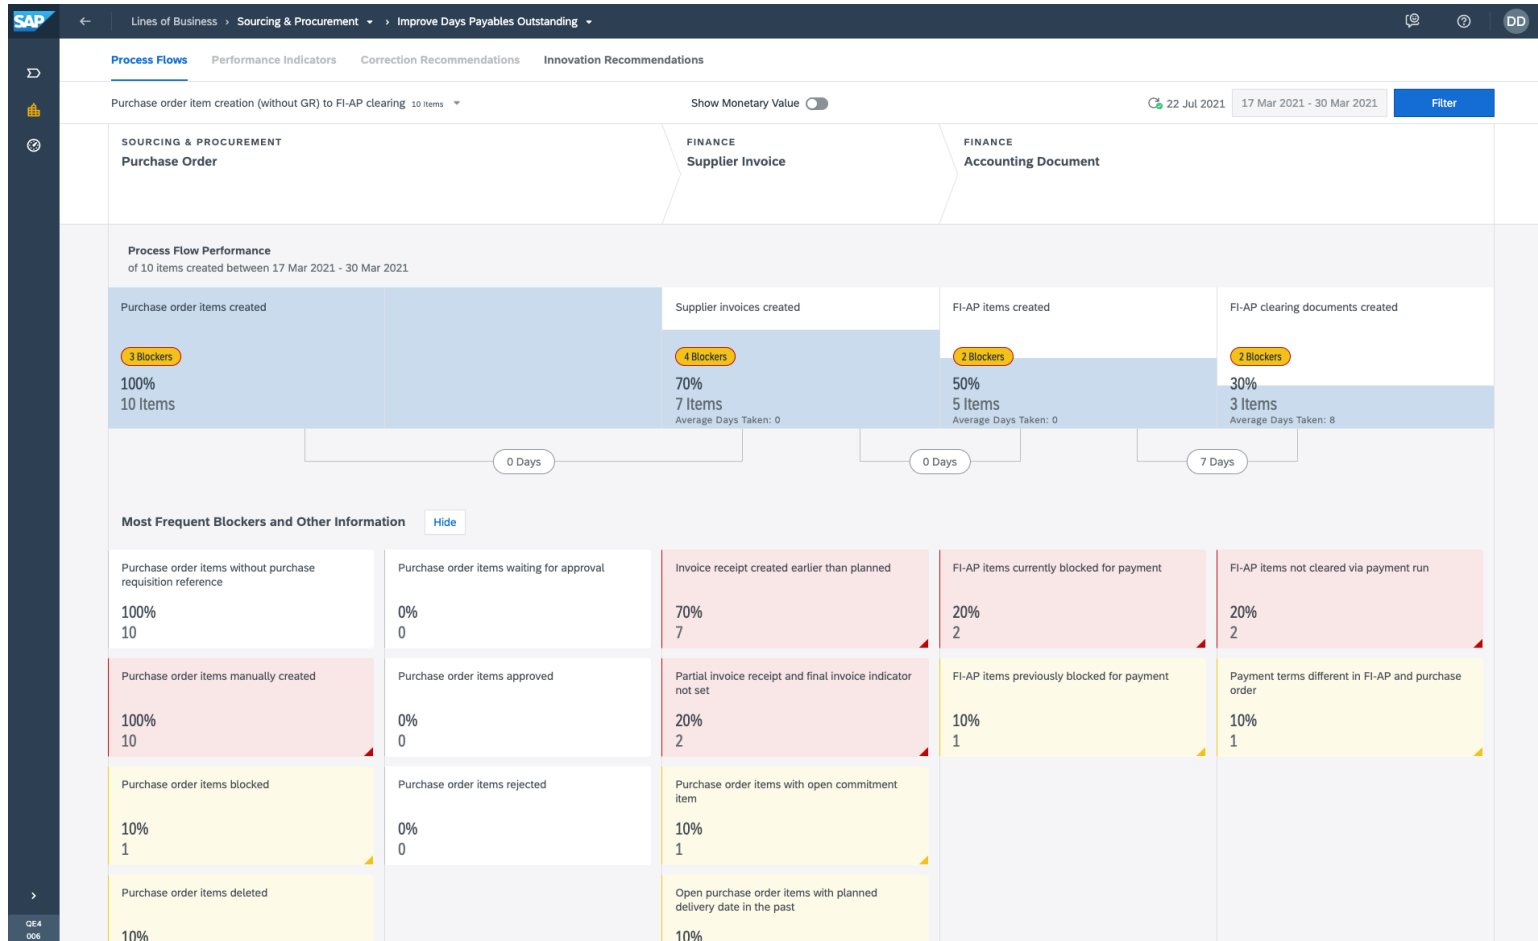 SAP
Lines of Business › Sourcing & Procurement › Improve Days Payables Outstanding
DD
Process Flows
Performance Indicators
Correction Recommendations
Innovation Recommendations
Purchase order item creation (without GR) to FI-AP clearing 10 Items
Show Monetary Value
22 Jul 2021
17 Mar 2021 - 30 Mar 2021
Filter
SOURCING & PROCUREMENT
Purchase Order
FINANCE
Supplier Invoice
FINANCE
Accounting Document
Process Flow Performance
of 10 items created between 17 Mar 2021 - 30 Mar 2021
Purchase order items created
3 Blockers
100%
10 Items
Supplier invoices created
4 Blockers
70%
7 Items
Average Days Taken: 0
FI-AP items created
2 Blockers
50%
5 Items
Average Days Taken: 0
FI-AP clearing documents created
2 Blockers
30%
3 Items
Average Days Taken: 8
0 Days
0 Days
7 Days
Most Frequent Blockers and Other Information
Hide
Purchase order items without purchase
requisition reference
100%
10
Purchase order items waiting for approval
0%
0
Invoice receipt created earlier than planned
70%
7
FI-AP items currently blocked for payment
20%
2
FI-AP items not cleared via payment run
20%
2
Purchase order items manually created
100%
10
Purchase order items approved
0%
0
Partial invoice receipt and final invoice indicator
not set
20%
2
FI-AP items previously blocked for payment
10%
1
Payment terms different in FI-AP and purchase
order
10%
1
Purchase order items blocked
10%
1
Purchase order items rejected
0%
0
Purchase order items with open commitment
item
10%
1
Purchase order items deleted
10%
Open purchase order items with planned
delivery date in the past
10%
QE4
006